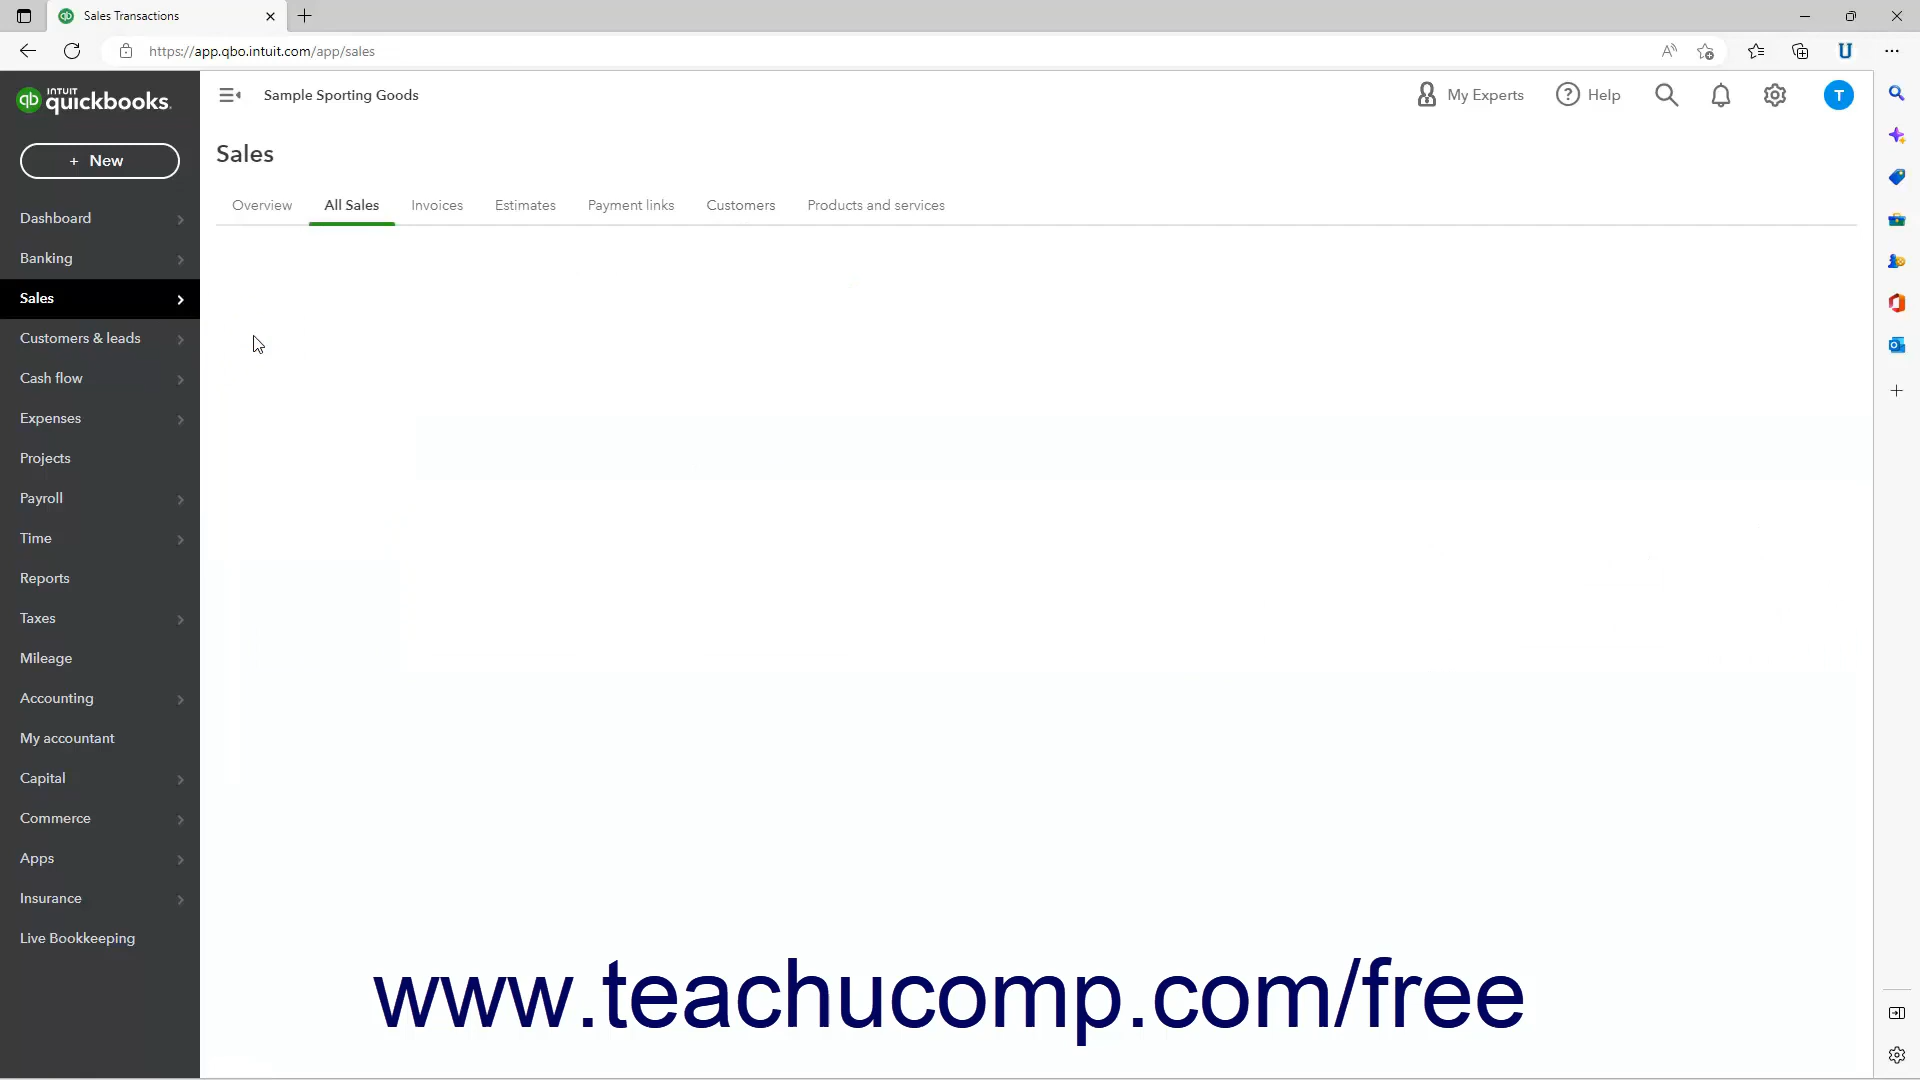 Sales Transactions
https://app.qbo.intuit.com/app/sales
INTUIT
quickbooks.
Sample Sporting Goods
My Experts
Help
T
+ New
Sales
Overview
All Sales
Invoices
Estimates
Payment links
Customers
Products and services
Dashboard
Banking
Sales
Customers & leads
Cash flow
Expenses
Projects
Payroll
Time
Reports
Taxes
Mileage
Accounting
My accountant
Capital
Commerce
Apps
Insurance
Live Bookkeeping
www.teachucomp.com/free